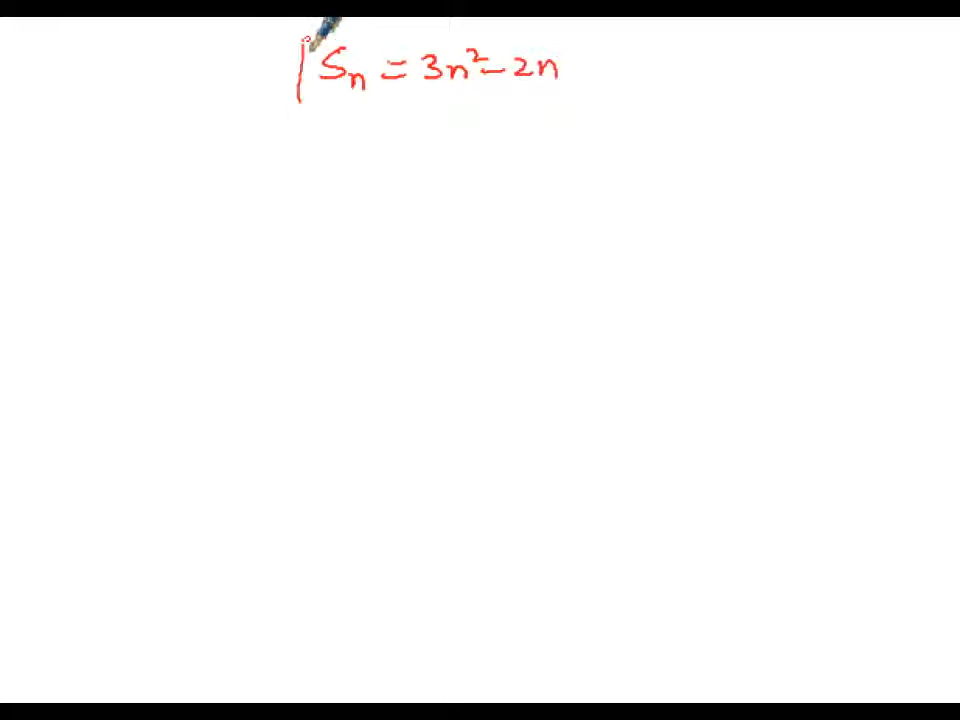 Sₙ = 3n² - 2n